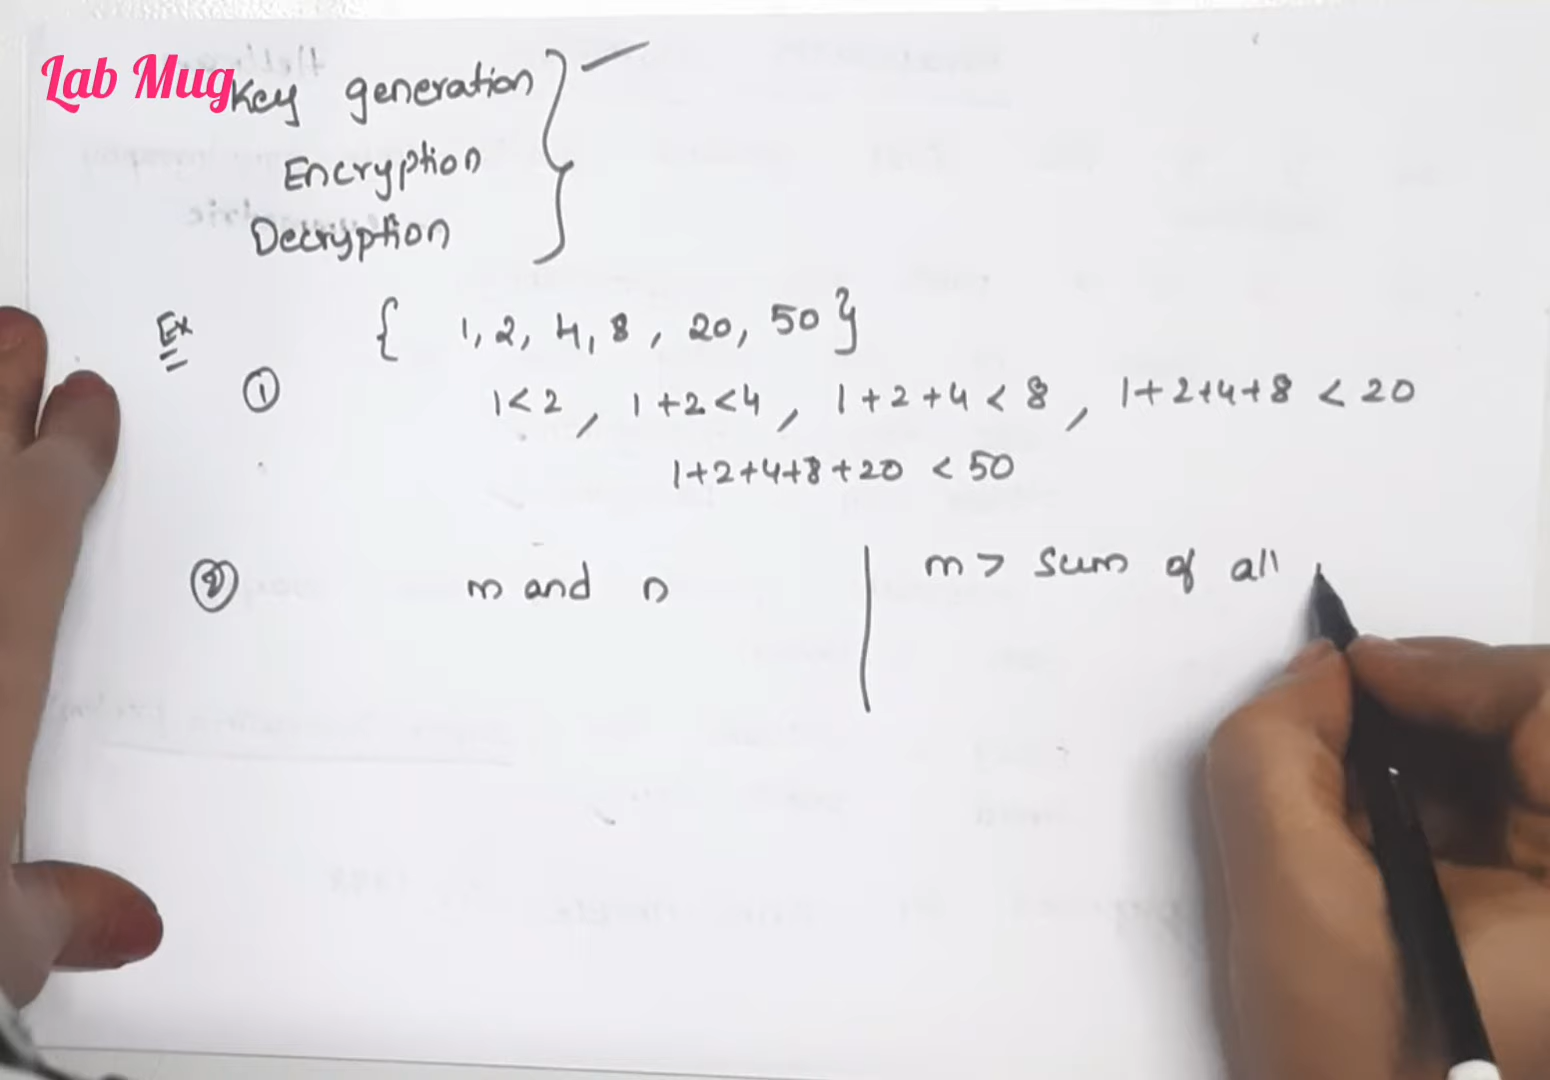 Lab Mug
Key generation
Encryption
Decryption
Ex { 1, 2, 4, 8, 20, 50 }
① 1<2, 1+2<4, 1+2+4<8, 1+2+4+8<20
1+2+4+8+20 <50
② m and n
m> sum of all